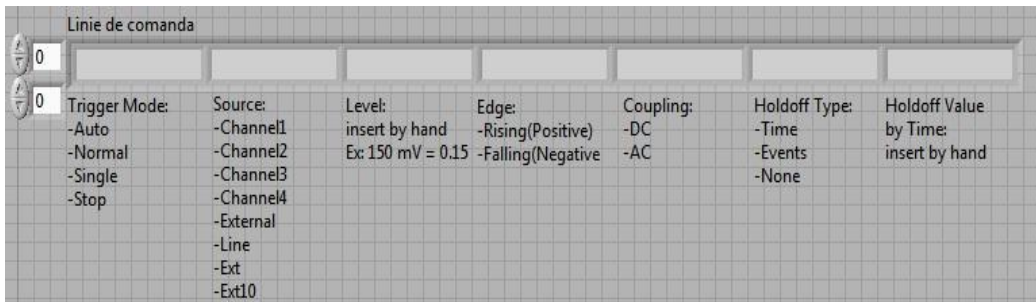 Linie de comanda
0
0
Trigger Mode:
-Auto
-Normal
-Single
-Stop
Source:
-Channel1
-Channel2
-Channel3
-Channel4
-External
-Line
-Ext
-Ext10
Level:
insert by hand
Ex: 150 mV = 0.15
Edge:
-Rising(Positive)
-Falling(Negative
Coupling:
-DC
-AC
Holdoff Type:
-Time
-Events
-None
Holdoff Value
by Time:
insert by hand